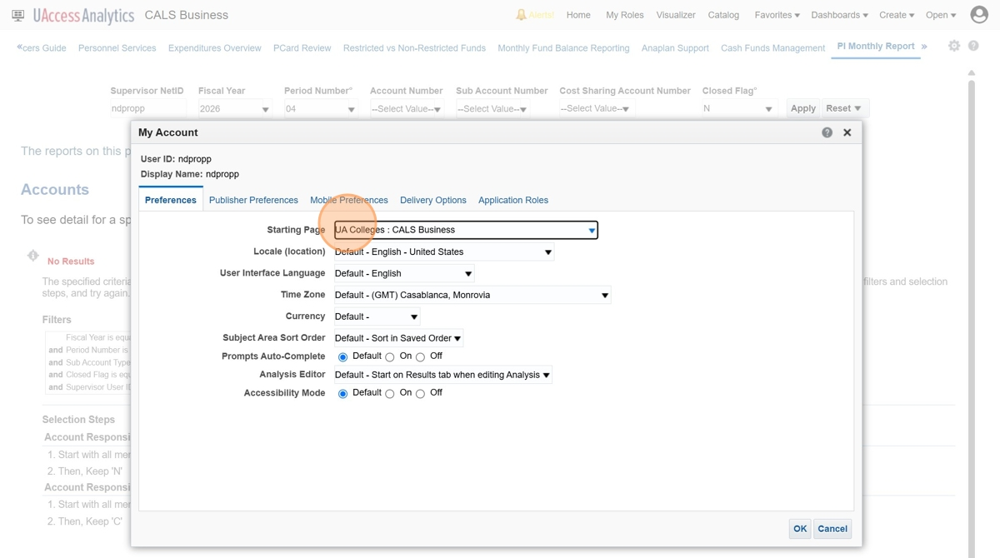 UAccess Analytics CALS Business Alerts! Home My Roles Visualizer Catalog Favorites Dashboards Create Open
«cers Guide Personnel Services Expenditures Overview PCard Review Restricted vs Non-Restricted Funds Monthly Fund Balance Reporting Anaplan Support Cash Funds Management PI Monthly Report »
Supervisor NetID Fiscal Year Period Number* Account Number Sub Account Number Cost Sharing Account Number Closed Flag*
ndpropp 2026 04 --Select Value-- --Select Value-- --Select Value-- N Apply Reset
My Account
The reports on this p
User ID: ndpropp
Display Name: ndpropp
Accounts
Preferences Publisher Preferences Mobile Preferences Delivery Options Application Roles
To see detail for a sp
Starting Page UA Colleges : CALS Business
Locale (location) Default - English - United States
No Results
User Interface Language Default - English
The specified criteria
filters and selection
steps, and try again.
Time Zone Default - (GMT) Casablanca, Monrovia
Currency Default -
Filters
Subject Area Sort Order Default - Sort in Saved Order
Fiscal Year is equa
and Period Number is
Prompts Auto-Complete Default On Off
and Sub Account Type
Analysis Editor Default - Start on Results tab when editing Analysis
and Closed Flag is equ
and Supervisor User I
Accessibility Mode Default On Off
Selection Steps
Account Responsi
1. Start with all mer
2. Then, Keep 'N'
Account Responsi
1. Start with all mer
2. Then, Keep 'C'
OK Cancel